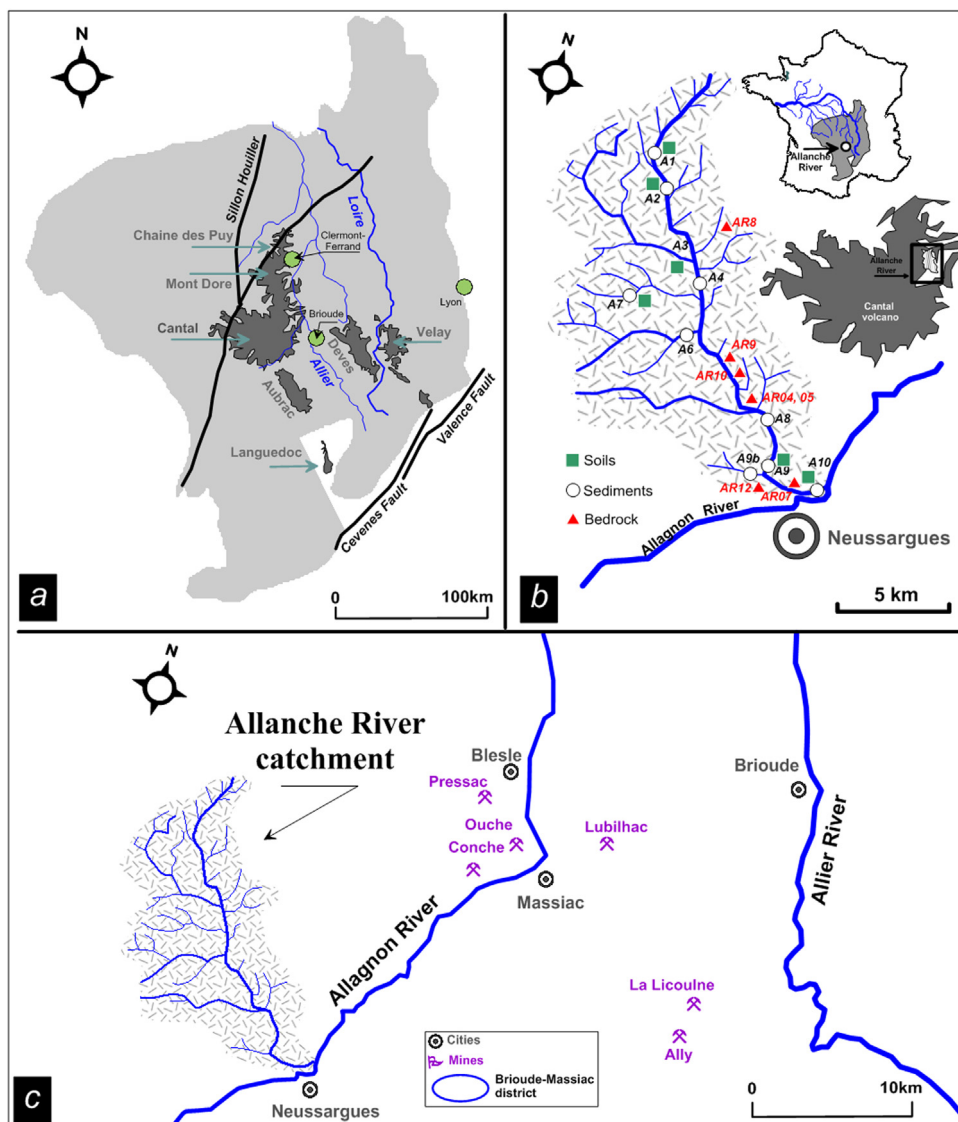 N
Sillon Houiller
Loire
Chaine des Puy
Clermont-
Ferrand
Mont Dore
Lyon
Cantal
Brioude
Velay
Deves
Allier
Aubrac
Languedoc
Valence Fault
Cevenes Fault
0
100km
a
N
Allanche
River
A1
A2
AR8
A3
A4
A7
A6
AR9
AR10
AR04, 05
A8
A9b
A9
A10
AR12
AR07
Allanche
River
Cantal
volcano
Soils
Sediments
Bedrock
Allagnon River
Neussargues
5 km
b
N
Allanche River
catchment
Blesle
Pressac
Ouche
Conche
Lubilhac
Massiac
Brioude
Allagnon River
Allier River
La Licoulne
Ally
Cities
Mines
Brioude-Massiac
district
Neussargues
0
10km
c